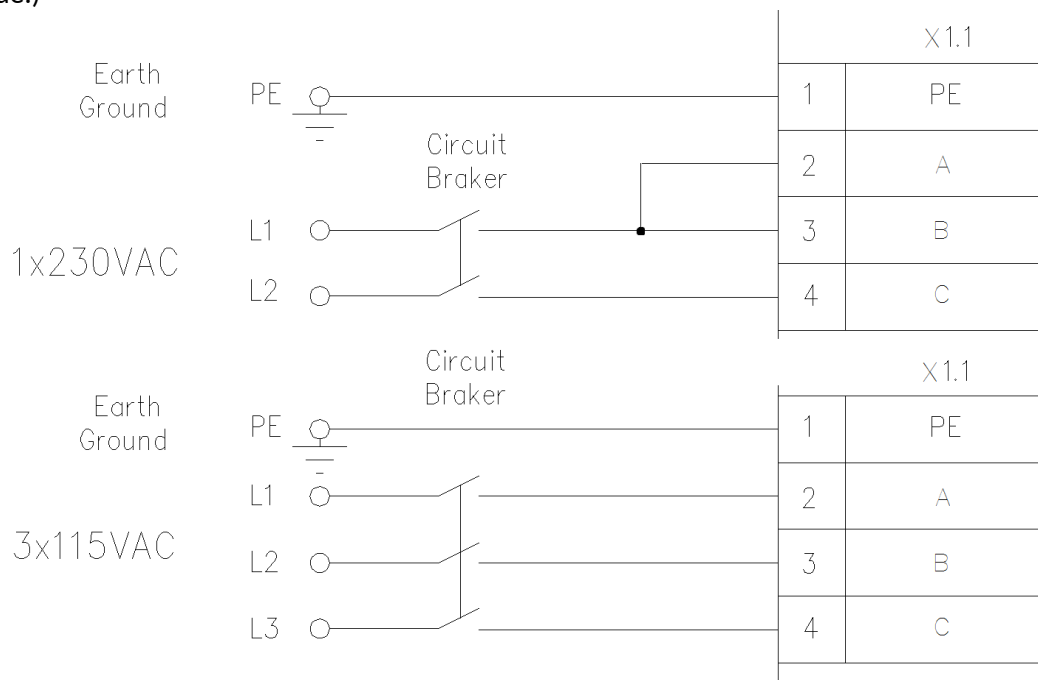 X1.1
Earth
Ground
PE
1
PE
Circuit
Braker
2
A
1x230VAC
L1
3
B
L2
4
C
Circuit
Braker
X1.1
Earth
Ground
PE
1
PE
3x115VAC
L1
2
A
L2
3
B
L3
4
C